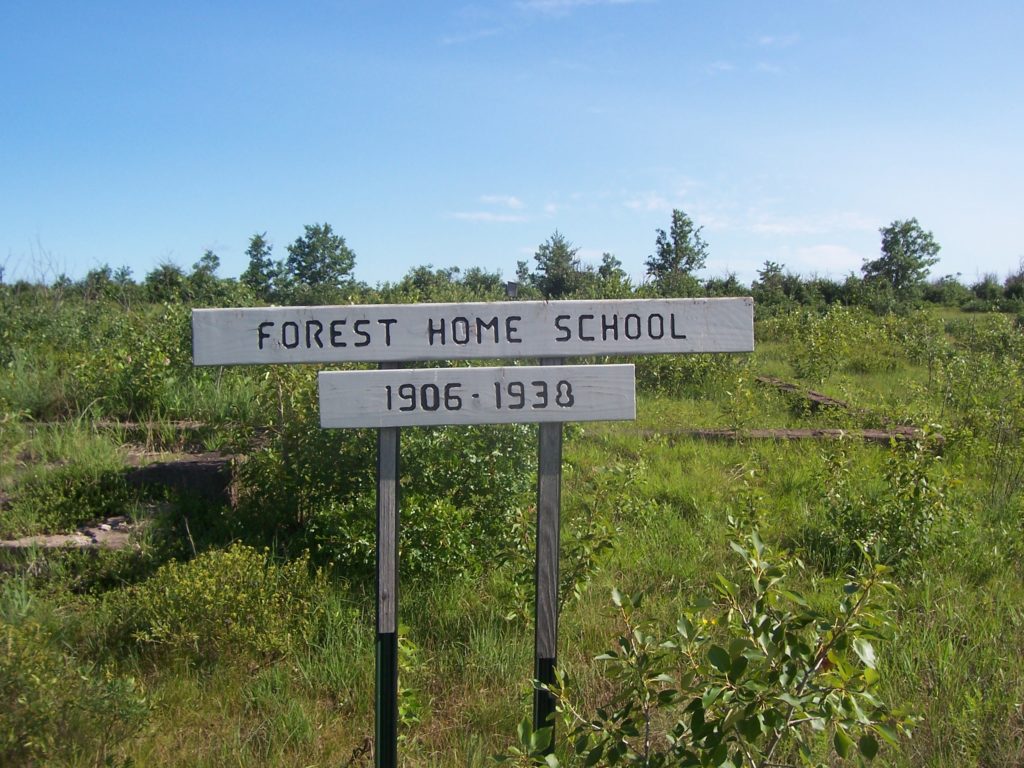 FOREST HOME SCHOOL
1906 - 1938